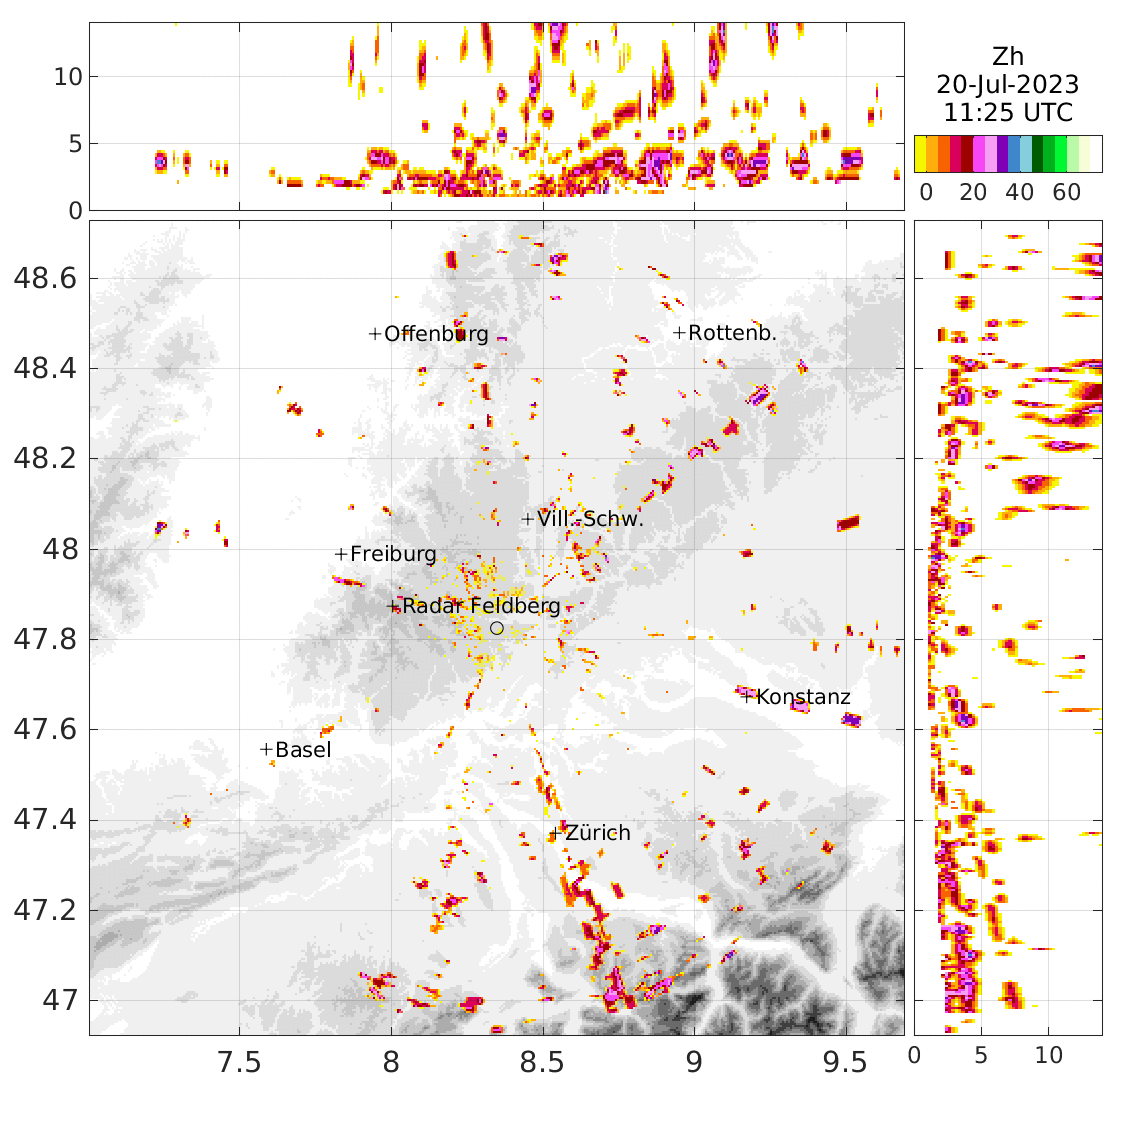 10
5
0
Zh
20-Jul-2023
11:25 UTC
0 20 40 60
48.6
48.4
48.2
48
47.8
47.6
47.4
47.2
47
+Offenburg
+Rottenb.
+Vill.-Schw.
+Freiburg
+Radar Feldberg
+Konstanz
+Basel
+Zürich
7.5 8 8.5 9 9.5
0 5 10